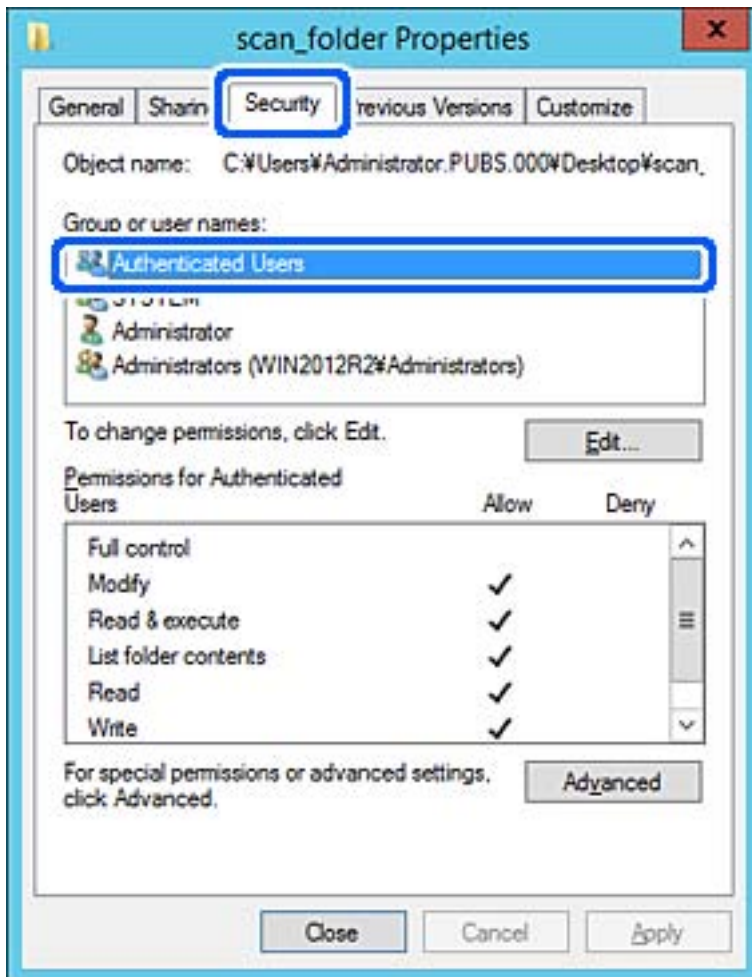 scan_folder Properties
x
General Sharin Security revious Versions Customize
Object name: C:¥Users¥Administrator.PUBS.000¥Desktop¥scan_
Group or user names:
Authenticated Users
SYSTEM
Administrator
Administrators (WIN2012R2¥Administrators)
To change permissions, click Edit.
Edit...
Permissions for Authenticated
Users
Allow Deny
Full control
Modify
Read & execute
List folder contents
Read
Write
For special permissions or advanced settings,
click Advanced.
Advanced
Close Cancel Apply